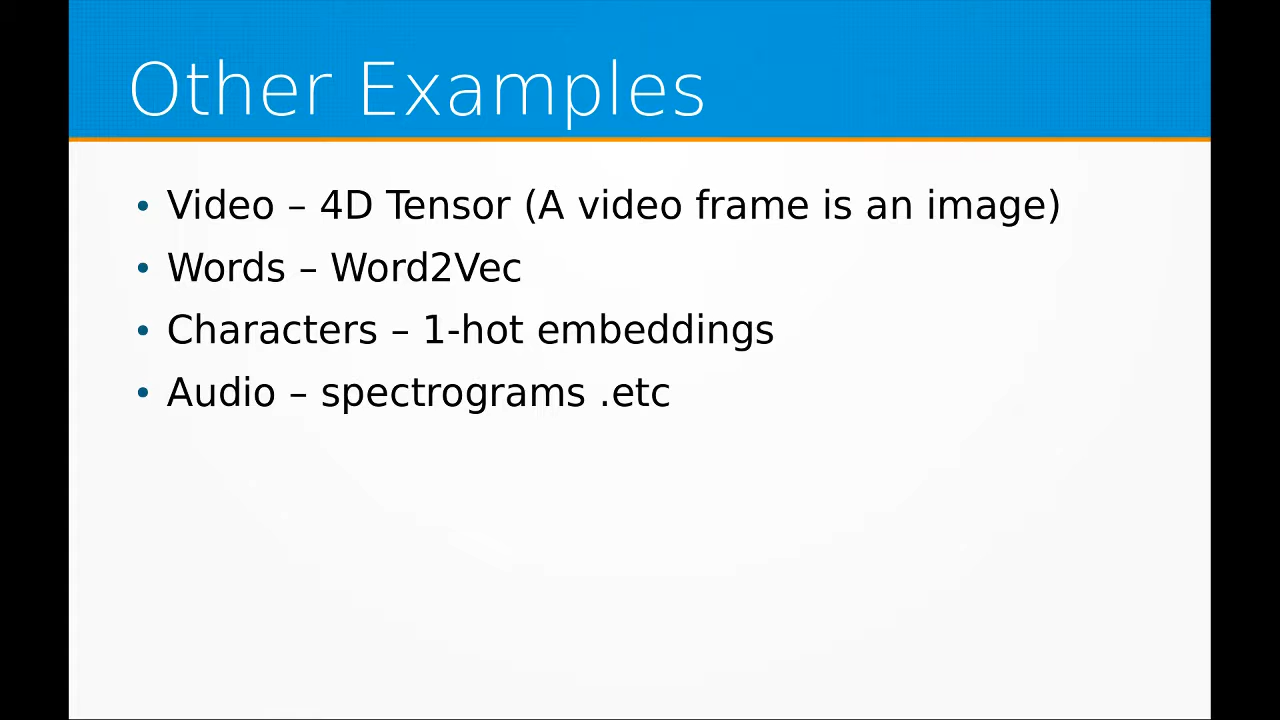 Other Examples
• Video – 4D Tensor (A video frame is an image)
• Words – Word2Vec
• Characters – 1-hot embeddings
• Audio – spectrograms .etc